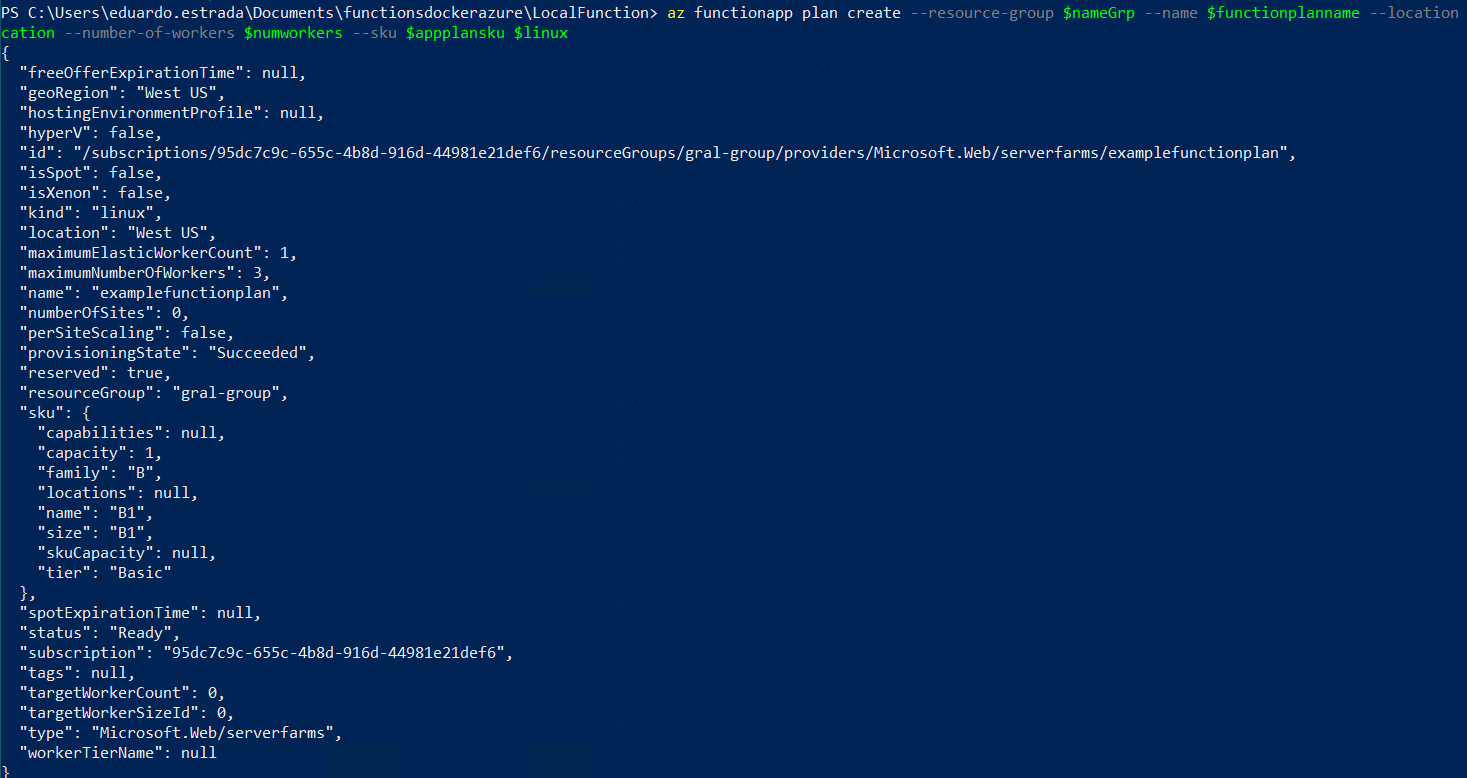 PS C:\Users\eduardo.estrada\Documents\functionsdockerazure\LocalFunction> az functionapp plan create --resource-group $nameGrp --name $functionplanname --location
cation --number-of-workers $numworkers --sku $appplansku $linux
{
  "freeOfferExpirationTime": null,
  "geoRegion": "West US",
  "hostingEnvironmentProfile": null,
  "hyperV": false,
  "id": "/subscriptions/95dc7c9c-655c-4b8d-916d-44981e21def6/resourceGroups/gral-group/providers/Microsoft.Web/serverfarms/examplefunctionplan",
  "isSpot": false,
  "isXenon": false,
  "kind": "linux",
  "location": "West US",
  "maximumElasticWorkerCount": 1,
  "maximumNumberOfWorkers": 3,
  "name": "examplefunctionplan",
  "numberOfSites": 0,
  "perSiteScaling": false,
  "provisioningState": "Succeeded",
  "reserved": true,
  "resourceGroup": "gral-group",
  "sku": {
    "capabilities": null,
    "capacity": 1,
    "family": "B",
    "locations": null,
    "name": "B1",
    "size": "B1",
    "skuCapacity": null,
    "tier": "Basic"
  },
  "spotExpirationTime": null,
  "status": "Ready",
  "subscription": "95dc7c9c-655c-4b8d-916d-44981e21def6",
  "tags": null,
  "targetWorkerCount": 0,
  "targetWorkerSizeId": 0,
  "type": "Microsoft.Web/serverfarms",
  "workerTierName": null
}